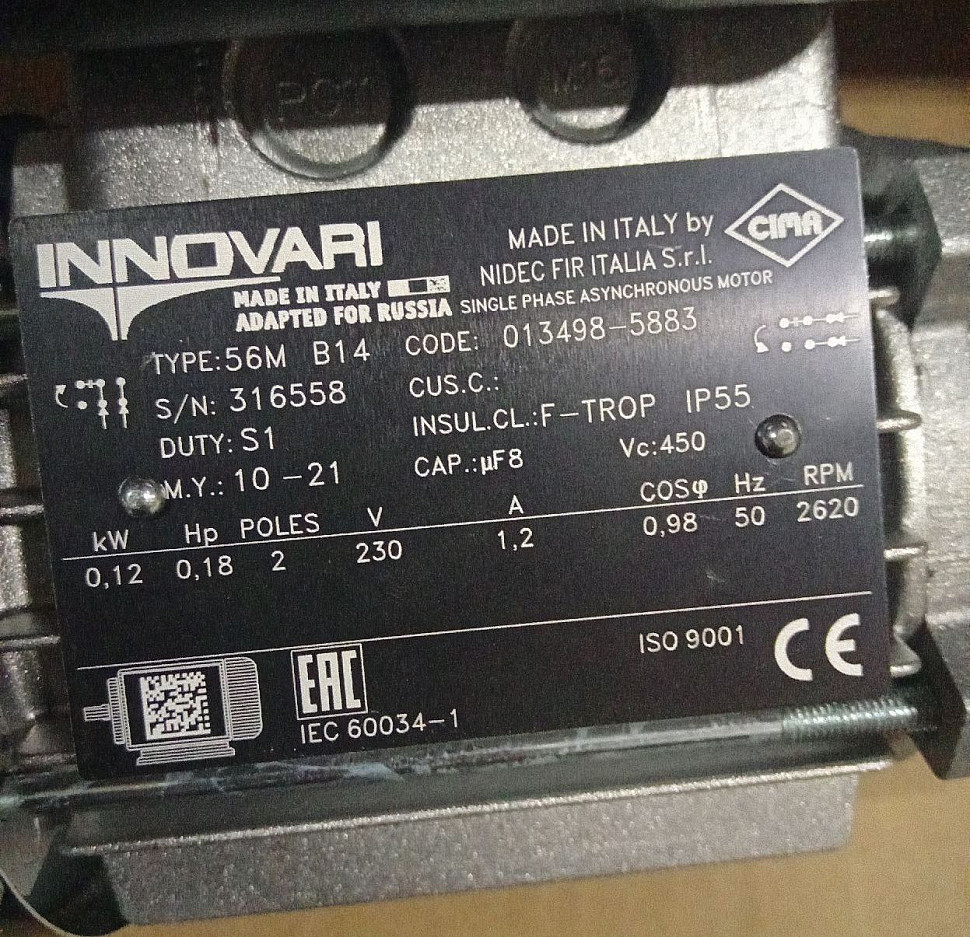 PG11
M16
INNOVARI
MADE IN ITALY
ADAPTED FOR RUSSIA
MADE IN ITALY by
NIDEC FIR ITALIA S.r.l.
CIMA
SINGLE PHASE ASYNCHRONOUS MOTOR
TYPE:56M B14 CODE: 013498-5883
S/N: 316558 CUS.C.:
DUTY: S1 INSUL.CL.:F-TROP IP55
M.Y.: 10-21 CAP.:µF8 Vc:450
kW Hp POLES V A COSφ Hz RPM
0,12 0,18 2 230 1,2 0,98 50 2620
EAC ISO 9001 CE
IEC 60034-1